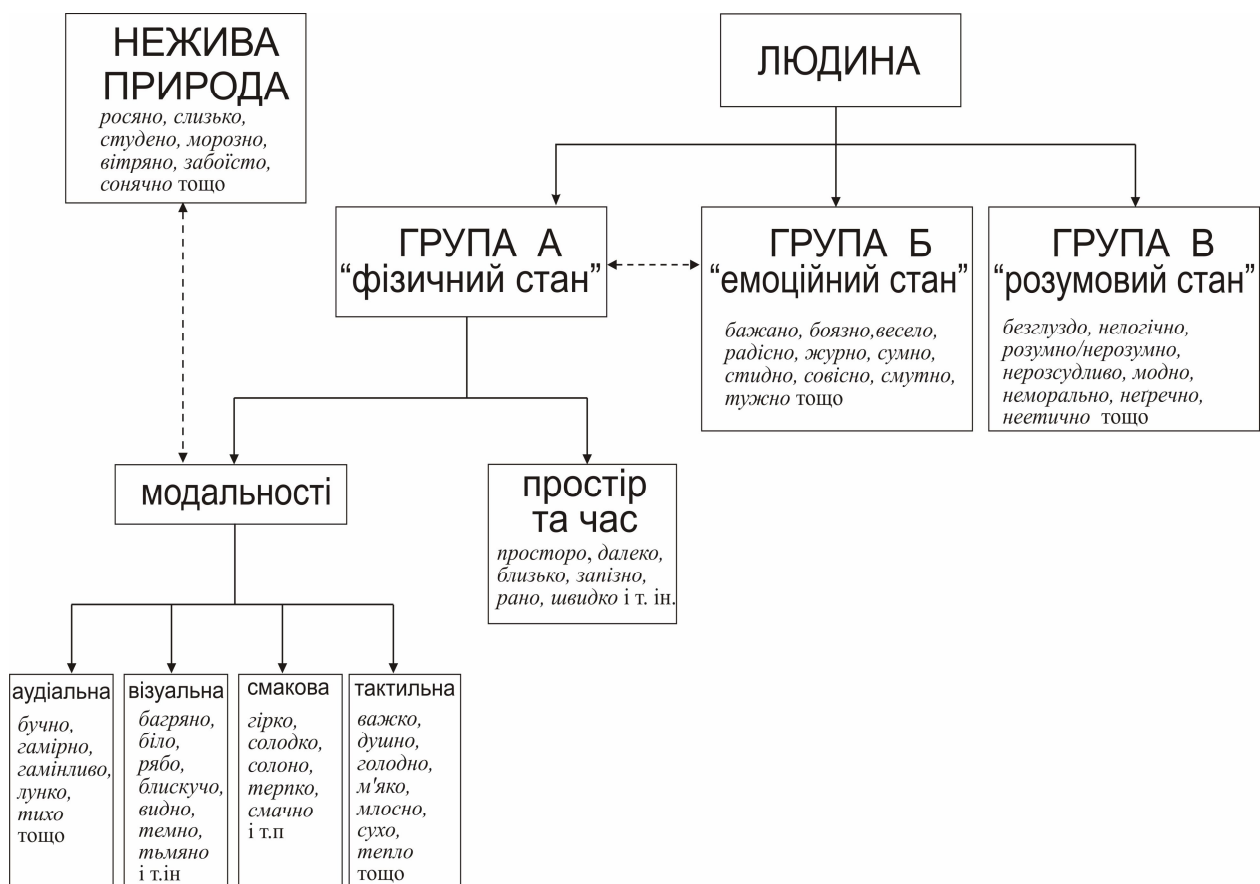 НЕЖИВА
ПРИРОДА
росяно, слизько,
студено, морозно,
вітряно, забоїсто,
сонячно тощо
ЛЮДИНА
ГРУПА А
“фізичний стан”
ГРУПА Б
“емоційний стан”
бажано, боязно,весело,
радісно, журно, сумно,
стидно, совісно, смутно,
тужно тощо
ГРУПА В
“розумовий стан”
безглуздо, нелогічно,
розумно/нерозумно,
нерозсудливо, модно,
неморально, неґречно,
неетично тощо
модальності
простір
та час
просторо, далеко,
близько, запізно,
рано, швидко і т. ін.
аудіальна
бучно,
гамірно,
гамінливо,
лунко,
тихо
тощо
візуальна
багряно,
біло,
рябо,
блискучо,
видно,
темно,
тьмяно
і т.ін
смакова
гірко,
солодко,
солоно,
терпко,
смачно
і т.п
тактильна
важко,
душно,
голодно,
м'яко,
млосно,
сухо,
тепло
тощо